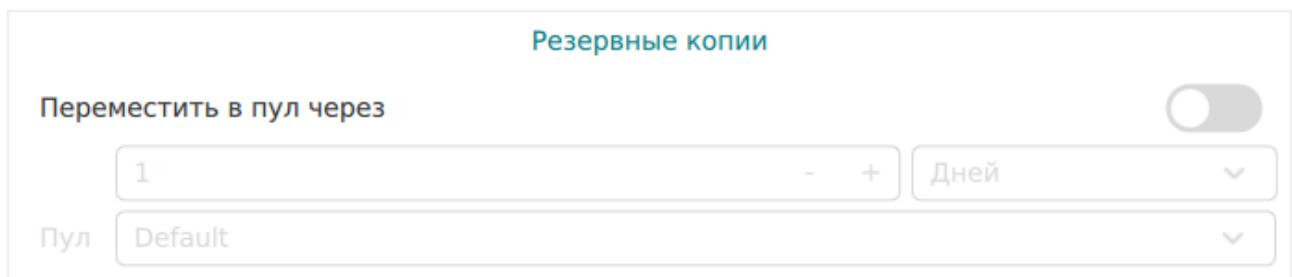 Резервные копии
Переместить в пул через
1 - + Дней
Пул Default